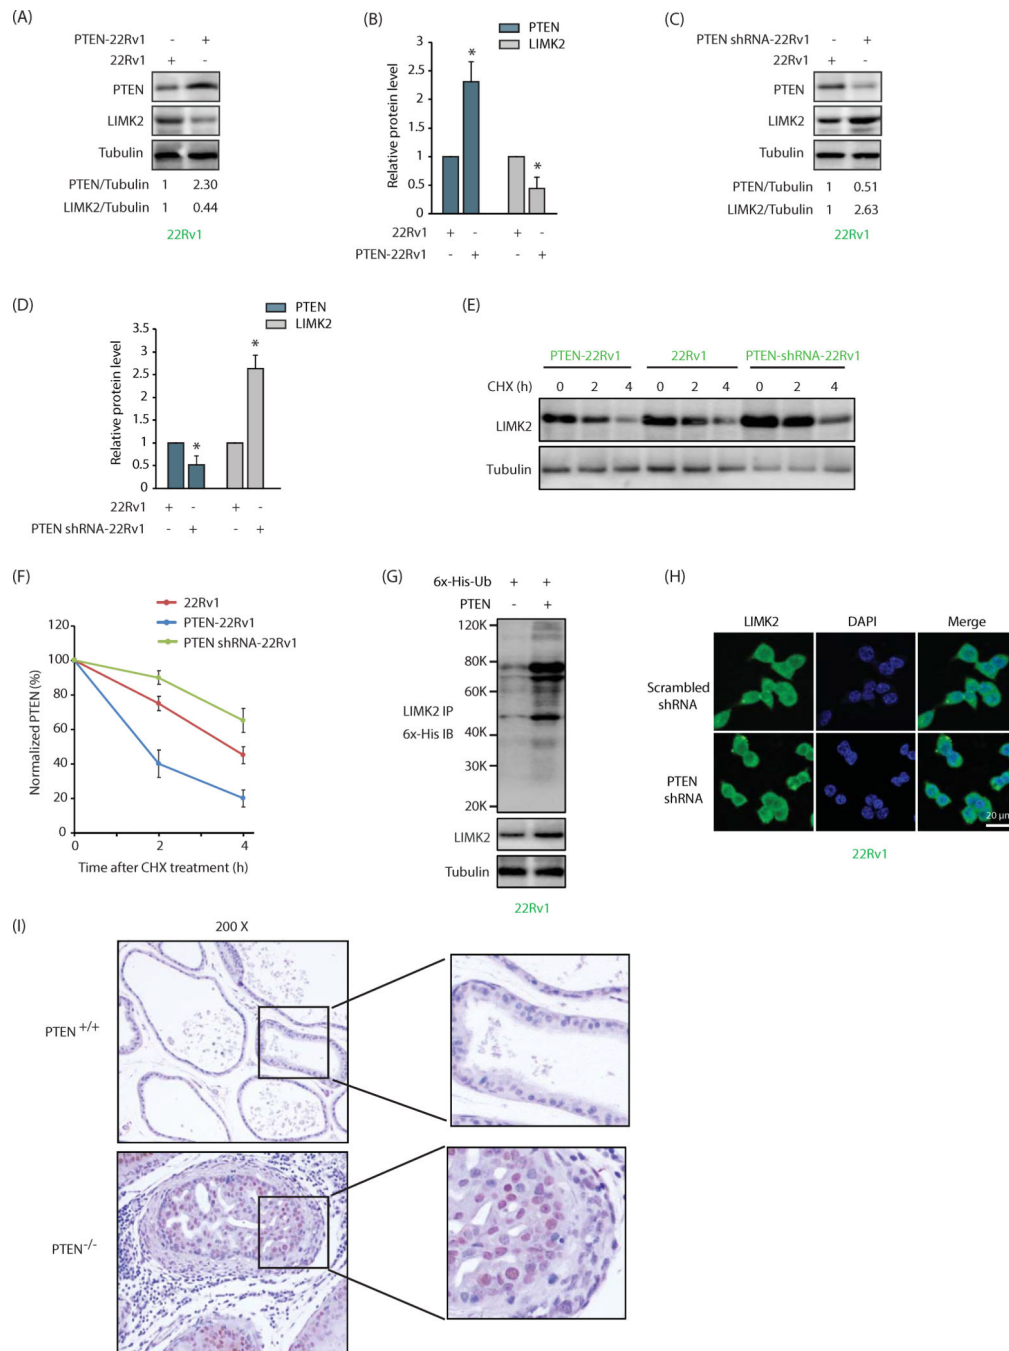 (A)
PTEN-22Rv1 - +
22Rv1 + -
PTEN
LIMK2
Tubulin
PTEN/Tubulin 1 2.30
LIMK2/Tubulin 1 0.44
22Rv1
(B)
PTEN
LIMK2
Relative protein level
3
2.5
2
1.5
1
0.5
0
*
*
22Rv1 + - + -
PTEN-22Rv1 - + - +
(C)
PTEN shRNA-22Rv1 - +
22Rv1 + -
PTEN
LIMK2
Tubulin
PTEN/Tubulin 1 0.51
LIMK2/Tubulin 1 2.63
22Rv1
(D)
PTEN
LIMK2
Relative protein level
3.5
3
2.5
2
1.5
1
0.5
0
*
*
22Rv1 + - + -
PTEN shRNA-22Rv1 - + - +
(E)
PTEN-22Rv1 22Rv1 PTEN-shRNA-22Rv1
CHX (h) 0 2 4 0 2 4 0 2 4
LIMK2
Tubulin
(F)
22Rv1
PTEN-22Rv1
PTEN shRNA-22Rv1
Normalized PTEN (%)
120
100
80
60
40
20
0
0 2 4
Time after CHX treatment (h)
(G)
6x-His-Ub + +
PTEN - +
120K
80K
60K
LIMK2 IP
6x-His IB
40K
30K
20K
LIMK2
Tubulin
22Rv1
(H)
LIMK2 DAPI Merge
Scrambled
shRNA
PTEN
shRNA
20 µm
22Rv1
(I)
200 X
PTEN +/+
PTEN -/-